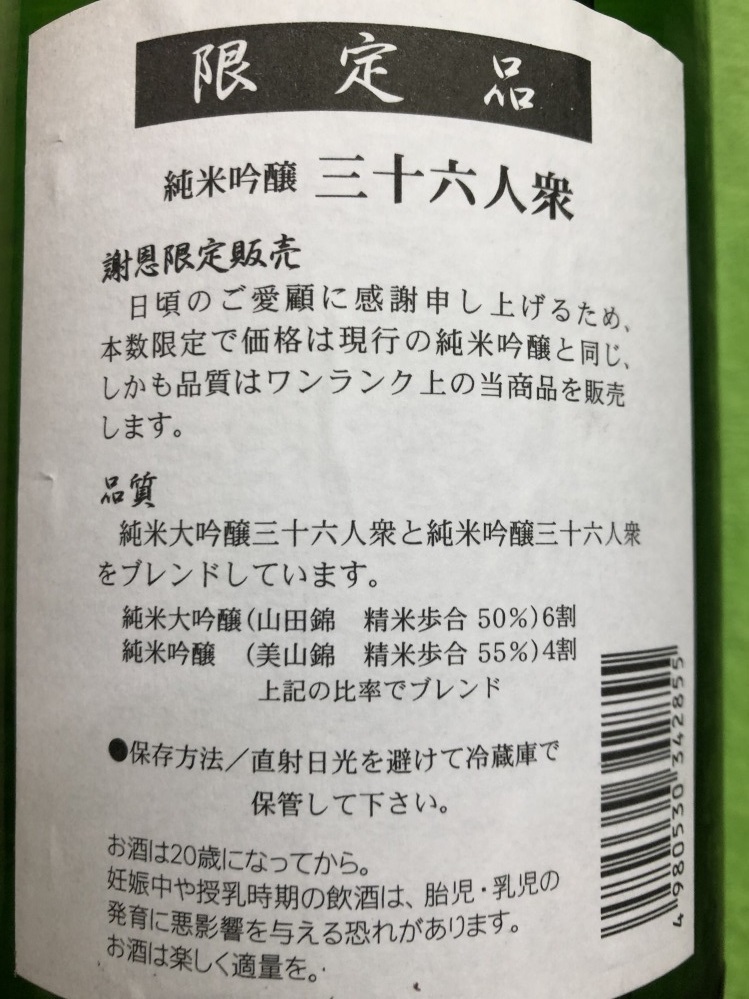 限定品
純米吟醸 三十六人衆
謝恩限定販売
日頃のご愛顧に感謝申し上げるため、
本数限定で価格は現行の純米吟醸と同じ、
しかも品質はワンランク上の当商品を販売
します。
品質
純米大吟醸三十六人衆と純米吟醸三十六人衆
をブレンドしています。
純米大吟醸(山田錦 精米歩合 50%)6割
純米吟醸 (美山錦 精米歩合 55%)4割
上記の比率でブレンド
●保存方法／直射日光を避けて冷蔵庫で
保管して下さい。
お酒は20歳になってから。
妊娠中や授乳時期の飲酒は、胎児・乳児の
発育に悪影響を与える恐れがあります。
お酒は楽しく適量を。
4 980530 342855